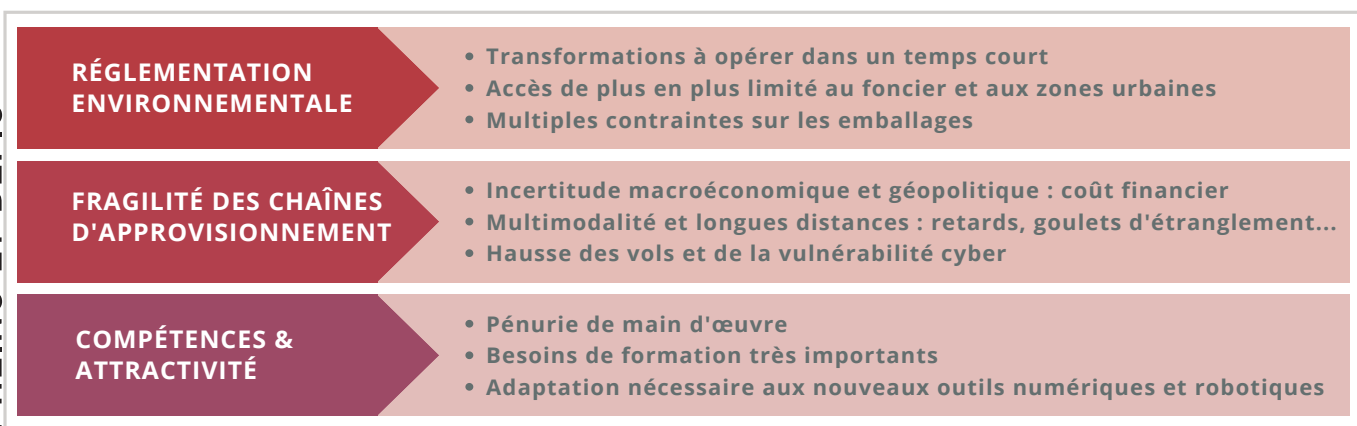 RÉGLEMENTATION
ENVIRONNEMENTALE
• Transformations à opérer dans un temps court
• Accès de plus en plus limité au foncier et aux zones urbaines
• Multiples contraintes sur les emballages
FRAGILITÉ DES CHAÎNES
D'APPROVISIONNEMENT
• Incertitude macroéconomique et géopolitique : coût financier
• Multimodalité et longues distances : retards, goulets d'étranglement...
• Hausse des vols et de la vulnérabilité cyber
COMPÉTENCES &
ATTRACTIVITÉ
• Pénurie de main d'œuvre
• Besoins de formation très importants
• Adaptation nécessaire aux nouveaux outils numériques et robotiques